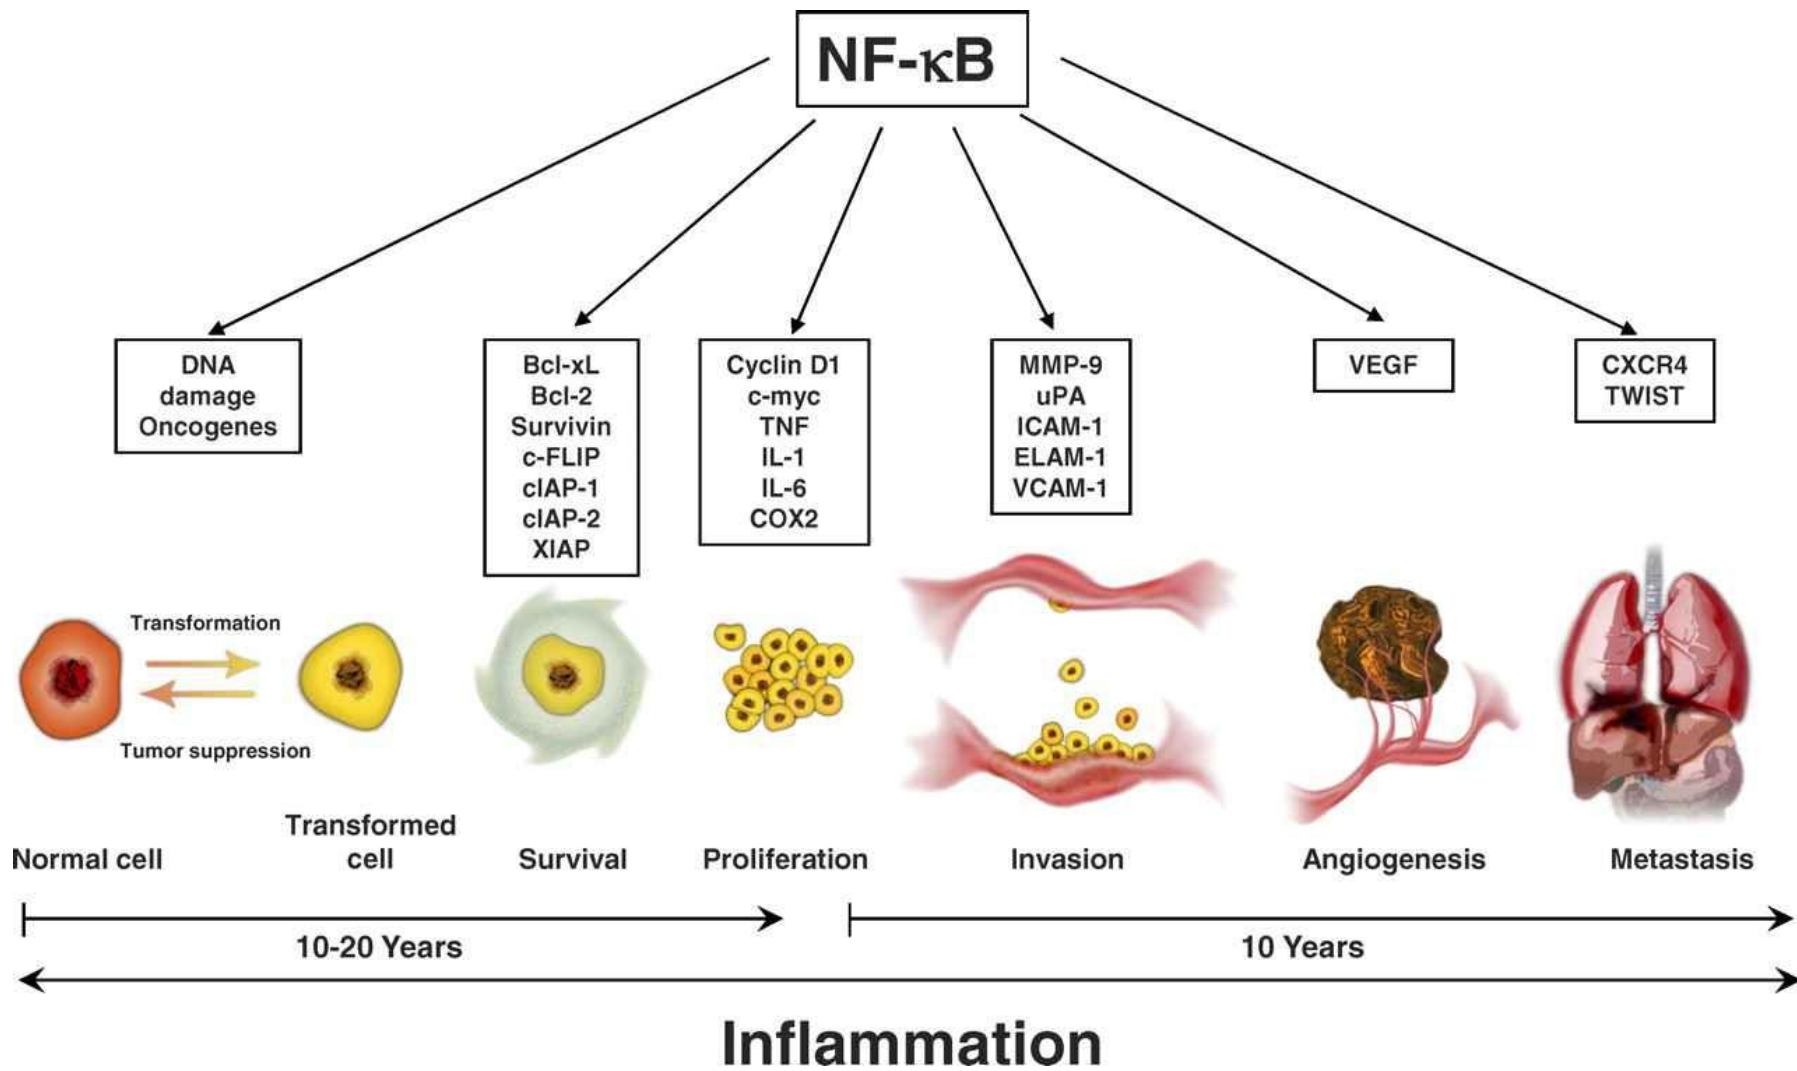 NF-κB
DNA
damage
Oncogenes
Bcl-xL
Bcl-2
Survivin
c-FLIP
cIAP-1
cIAP-2
XIAP
Cyclin D1
c-myc
TNF
IL-1
IL-6
COX2
MMP-9
uPA
ICAM-1
ELAM-1
VCAM-1
VEGF
CXCR4
TWIST
Transformation
Tumor suppression
Normal cell
Transformed
cell
Survival
Proliferation
Invasion
Angiogenesis
Metastasis
10-20 Years
10 Years
Inflammation